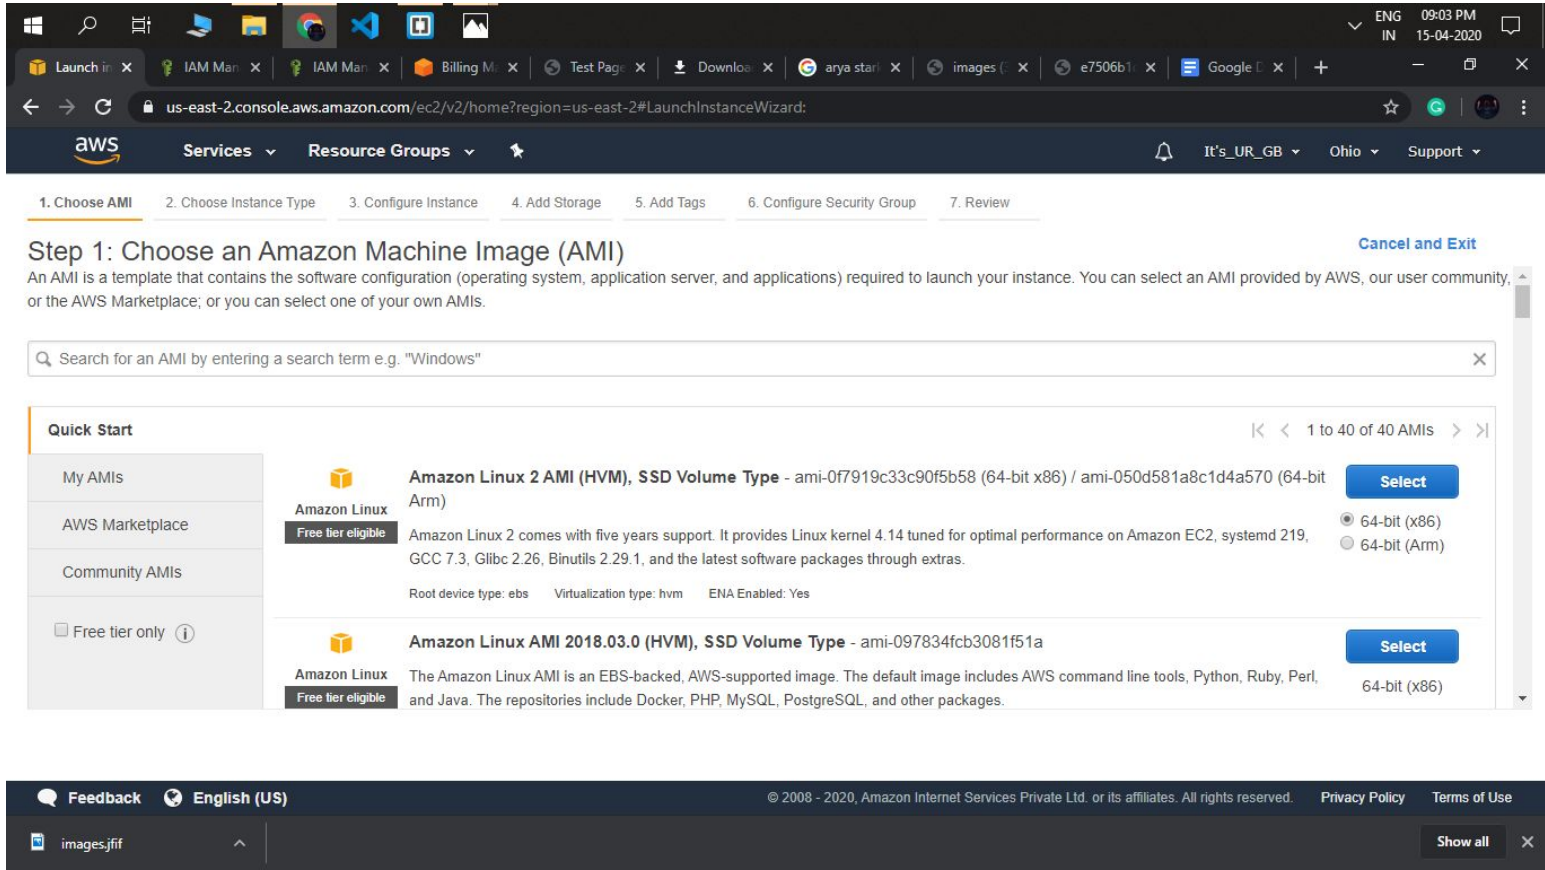 ENG 09:03 PM
IN 15-04-2020
Launch in IAM Man IAM Man Billing M Test Page Downloa arya star images (: e7506b1 Google D
us-east-2.console.aws.amazon.com/ec2/v2/home?region=us-east-2#LaunchInstanceWizard:
aws Services Resource Groups It's_UR_GB Ohio Support
1. Choose AMI 2. Choose Instance Type 3. Configure Instance 4. Add Storage 5. Add Tags 6. Configure Security Group 7. Review
Step 1: Choose an Amazon Machine Image (AMI) Cancel and Exit
An AMI is a template that contains the software configuration (operating system, application server, and applications) required to launch your instance. You can select an AMI provided by AWS, our user community,
or the AWS Marketplace; or you can select one of your own AMIs.
Search for an AMI by entering a search term e.g. "Windows"
Quick Start 1 to 40 of 40 AMIs
My AMIs
AWS Marketplace
Community AMIs
Free tier only
Amazon Linux
Free tier eligible
Amazon Linux 2 AMI (HVM), SSD Volume Type - ami-0f7919c33c90f5b58 (64-bit x86) / ami-050d581a8c1d4a570 (64-bit
Arm)
Amazon Linux 2 comes with five years support. It provides Linux kernel 4.14 tuned for optimal performance on Amazon EC2, systemd 219,
GCC 7.3, Glibc 2.26, Binutils 2.29.1, and the latest software packages through extras.
Root device type: ebs Virtualization type: hvm ENA Enabled: Yes
Select
64-bit (x86)
64-bit (Arm)
Amazon Linux
Free tier eligible
Amazon Linux AMI 2018.03.0 (HVM), SSD Volume Type - ami-097834fcb3081f51a
The Amazon Linux AMI is an EBS-backed, AWS-supported image. The default image includes AWS command line tools, Python, Ruby, Perl,
and Java. The repositories include Docker, PHP, MySQL, PostgreSQL, and other packages.
Select
64-bit (x86)
Feedback English (US) © 2008 - 2020, Amazon Internet Services Private Ltd. or its affiliates. All rights reserved. Privacy Policy Terms of Use
images.jfif Show all